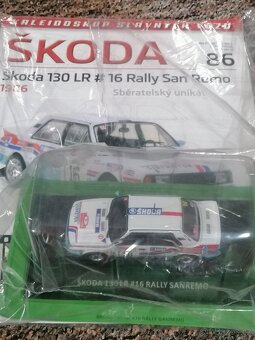 KALEIDOSKOP SLAVNÝCH VOZŮ
ŠKODA
86
Škoda 130 LR # 16 Rally San Remo
1986
Sběratelský unikát
ŠKODA
ŠKODA 130 LR #16 RALLY SANREMO